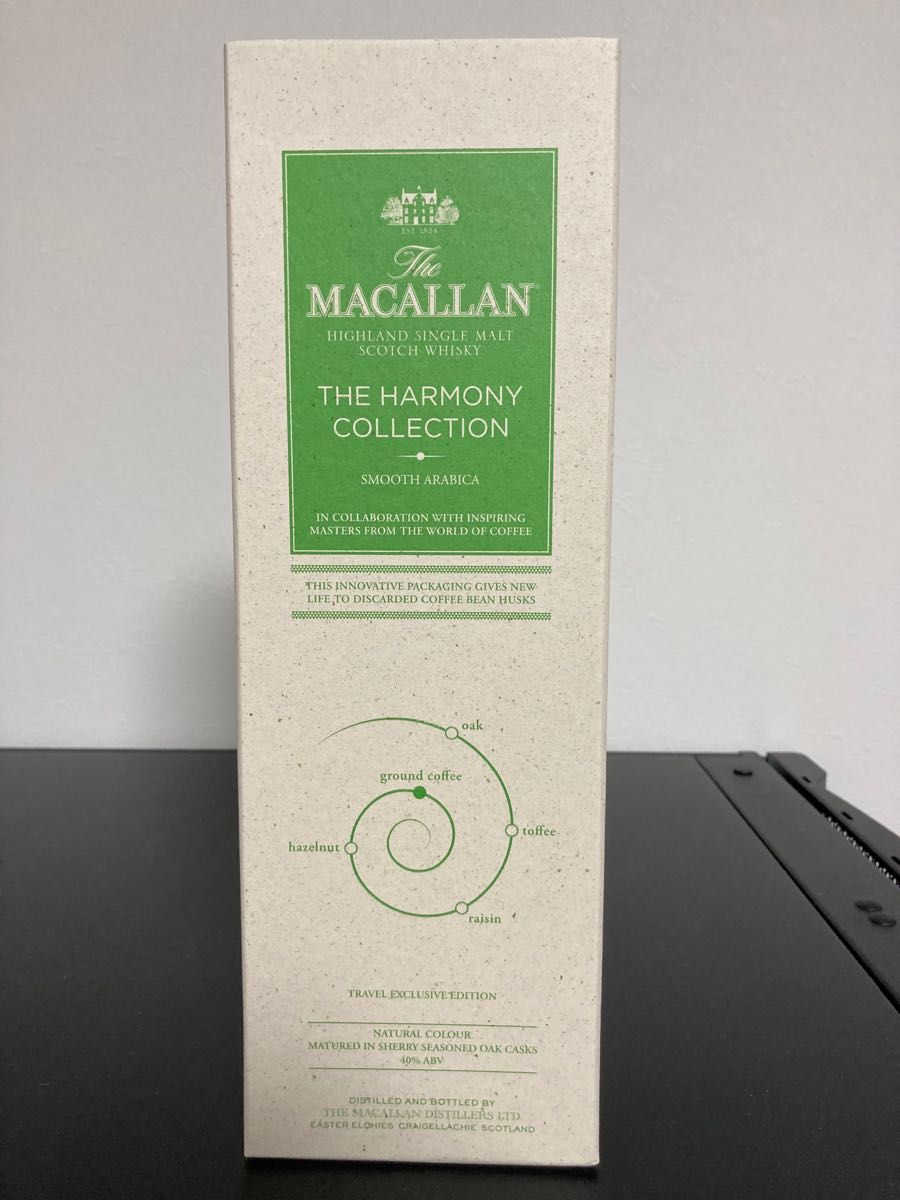 EST 1824
The
MACALLAN
HIGHLAND SINGLE MALT
SCOTCH WHISKY
THE HARMONY
COLLECTION
SMOOTH ARABICA
IN COLLABORATION WITH INSPIRING
MASTERS FROM THE WORLD OF COFFEE
THIS INNOVATIVE PACKAGING GIVES NEW
LIFE TO DISCARDED COFFEE BEAN HUSKS
oak
ground coffee
toffee
hazelnut
raisin
TRAVEL EXCLUSIVE EDITION
NATURAL COLOUR
MATURED IN SHERRY SEASONED OAK CASKS
40% ABV
DISTILLED AND BOTTLED BY
THE MACALLAN DISTILLERS LTD.
EASTER ELCHIES CRAIGELLACHIE SCOTLAND